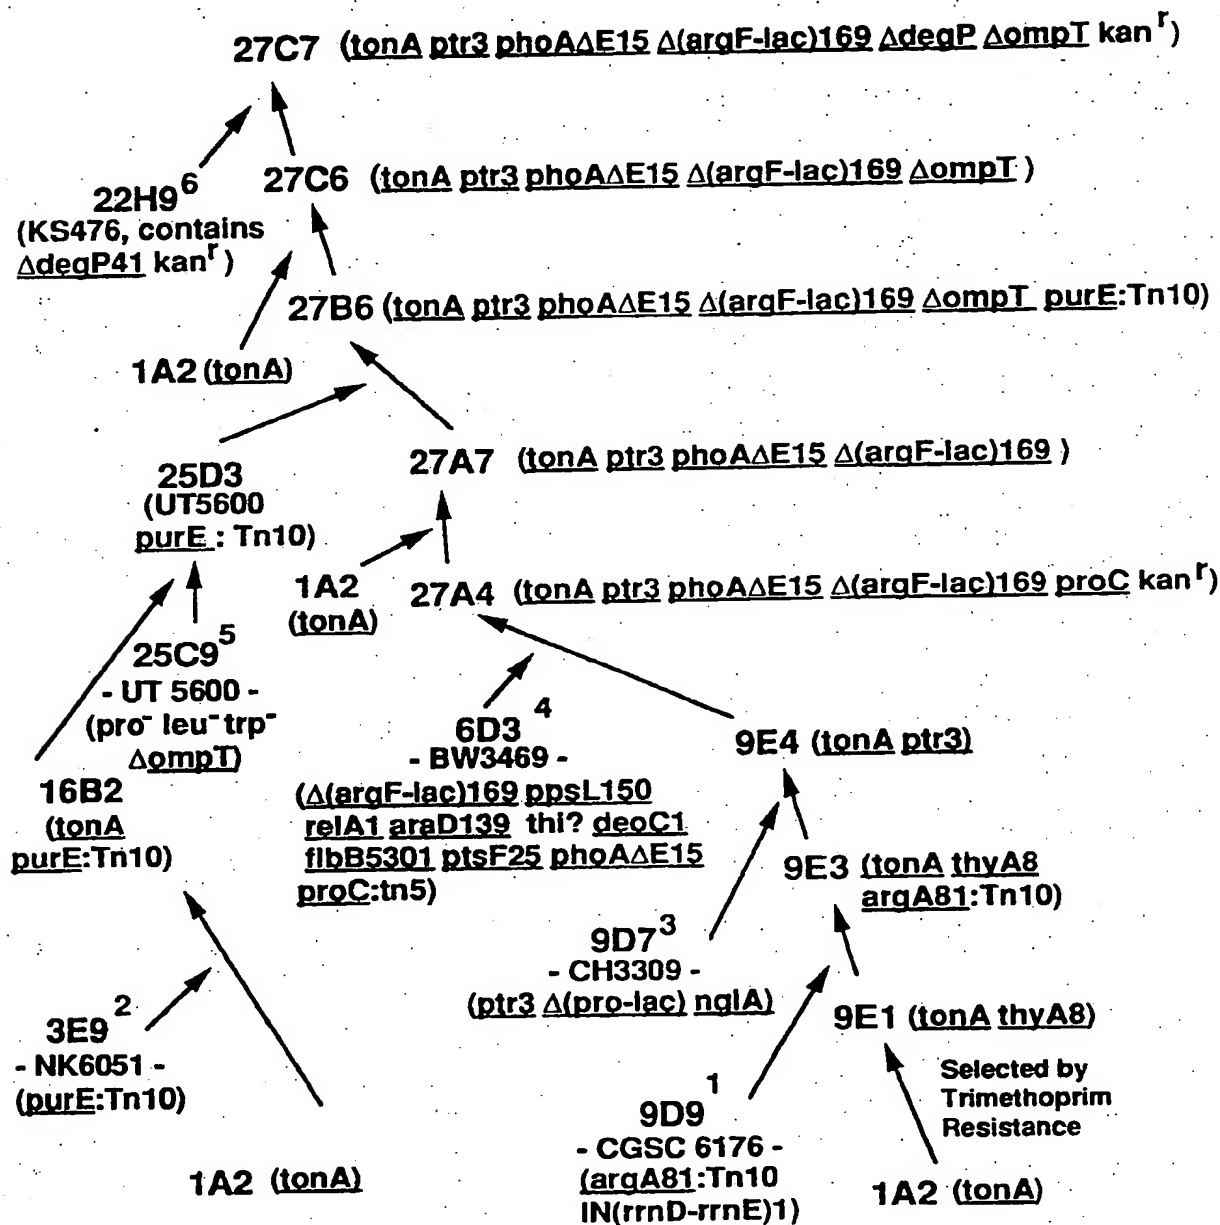 27C7 (tonA ptr3 phoAΔE15 Δ(argF-lac)169 ΔdegP ΔompT kanʳ)
27C6 (tonA ptr3 phoAΔE15 Δ(argF-lac)169 ΔompT)
22H9⁶
(KS476, contains
ΔdegP41 kanʳ)
27B6 (tonA ptr3 phoAΔE15 Δ(argF-lac)169 ΔompT purE:Tn10)
1A2 (tonA)
27A7 (tonA ptr3 phoAΔE15 Δ(argF-lac)169 )
25D3
(UT5600
purE : Tn10)
1A2
(tonA)
27A4 (tonA ptr3 phoAΔE15 Δ(argF-lac)169 proC kanʳ)
25C9⁵
- UT 5600 -
(pro⁻ leu⁻trp⁻
ΔompT)
6D3⁴
- BW3469 -
(Δ(argF-lac)169 ppsL150
relA1 araD139 thi? deoC1
flbB5301 ptsF25 phoAΔE15
proC:tn5)
9E4 (tonA ptr3)
16B2
(tonA
purE:Tn10)
9E3 (tonA thyA8
argA81:Tn10)
9D7³
- CH3309 -
(ptr3 Δ(pro-lac) nglA)
9E1 (tonA thyA8)
3E9²
- NK6051 -
(purE:Tn10)
Selected by
Trimethoprim
Resistance
9D9¹
- CGSC 6176 -
(argA81:Tn10
IN(rrnD-rrnE)1)
1A2 (tonA)
1A2 (tonA)